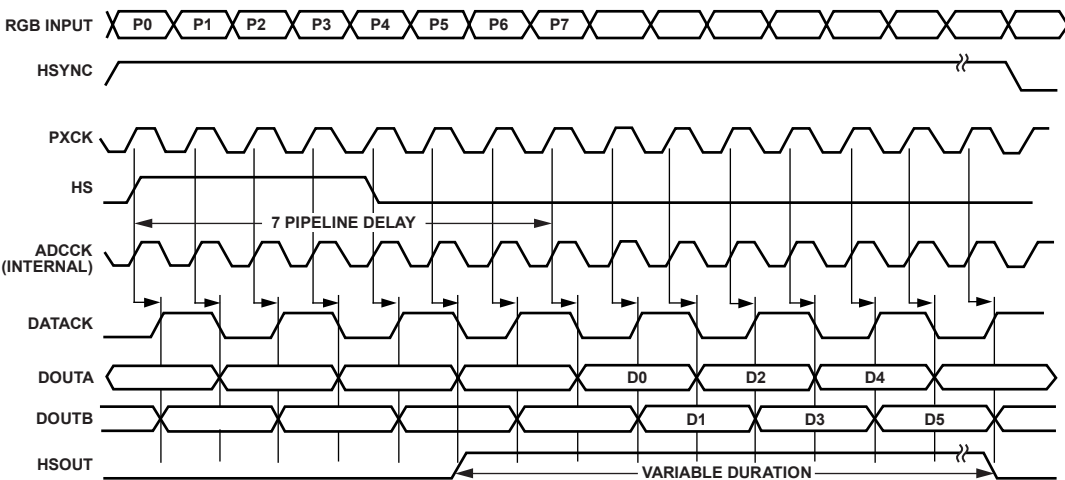 RGB INPUT P0 P1 P2 P3 P4 P5 P6 P7
HSYNC
PXCK
HS
7 PIPELINE DELAY
ADCCK
(INTERNAL)
DATACK
DOUTA D0 D2 D4
DOUTB D1 D3 D5
HSOUT VARIABLE DURATION